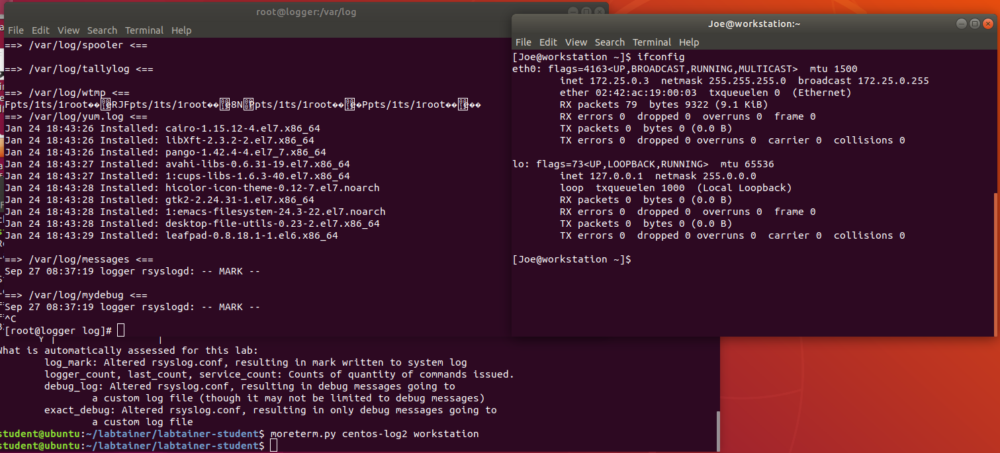 root@logger:/var/log
File Edit View Search Terminal Help
==> /var/log/spooler <==
==> /var/log/tallylog <==
==> /var/log/wtmp <==
Fpts/1ts/1root��RJFpts/1ts/1root��8Npts/1ts/1root���Ppts/1ts/1root����
==> /var/log/yum.log <==
Jan 24 18:43:26 Installed: cairo-1.15.12-4.el7.x86_64
Jan 24 18:43:26 Installed: libXft-2.3.2-2.el7.x86_64
Jan 24 18:43:26 Installed: pango-1.42.4-4.el7_7.x86_64
Jan 24 18:43:27 Installed: avahi-libs-0.6.31-19.el7.x86_64
Jan 24 18:43:27 Installed: 1:cups-libs-1.6.3-40.el7.x86_64
Jan 24 18:43:28 Installed: hicolor-icon-theme-0.12-7.el7.noarch
Jan 24 18:43:28 Installed: gtk2-2.24.31-1.el7.x86_64
Jan 24 18:43:28 Installed: 1:emacs-filesystem-24.3-22.el7.noarch
Jan 24 18:43:28 Installed: desktop-file-utils-0.23-2.el7.x86_64
Jan 24 18:43:29 Installed: leafpad-0.8.18.1-1.el6.x86_64
==> /var/log/messages <==
Sep 27 08:37:19 logger rsyslogd: -- MARK --
==> /var/log/mydebug <==
Sep 27 08:37:19 logger rsyslogd: -- MARK --
^C
[root@logger log]#
Joe@workstation:~
File Edit View Search Terminal Help
[Joe@workstation ~]$ ifconfig
eth0: flags=4163<UP,BROADCAST,RUNNING,MULTICAST>  mtu 1500
inet 172.25.0.3  netmask 255.255.255.0  broadcast 172.25.0.255
ether 02:42:ac:19:00:03  txqueuelen 0  (Ethernet)
RX packets 79  bytes 9322 (9.1 KiB)
RX errors 0  dropped 0  overruns 0  frame 0
TX packets 0  bytes 0 (0.0 B)
TX errors 0  dropped 0 overruns 0  carrier 0  collisions 0
lo: flags=73<UP,LOOPBACK,RUNNING>  mtu 65536
inet 127.0.0.1  netmask 255.0.0.0
loop  txqueuelen 1000  (Local Loopback)
RX packets 0  bytes 0 (0.0 B)
RX errors 0  dropped 0  overruns 0  frame 0
TX packets 0  bytes 0 (0.0 B)
TX errors 0  dropped 0 overruns 0  carrier 0  collisions 0
[Joe@workstation ~]$
What is automatically assessed for this lab:
log_mark: Altered rsyslog.conf, resulting in mark written to system log
logger_count, last_count, service_count: Counts of quantity of commands issued.
debug_log: Altered rsyslog.conf, resulting in debug messages going to
a custom log file (though it may not be limited to debug messages)
exact_debug: Altered rsyslog.conf, resulting in only debug messages going to
a custom log file
student@ubuntu:~/labtainer/labtainer-student$ moreterm.py centos-log2 workstation
student@ubuntu:~/labtainer/labtainer-student$